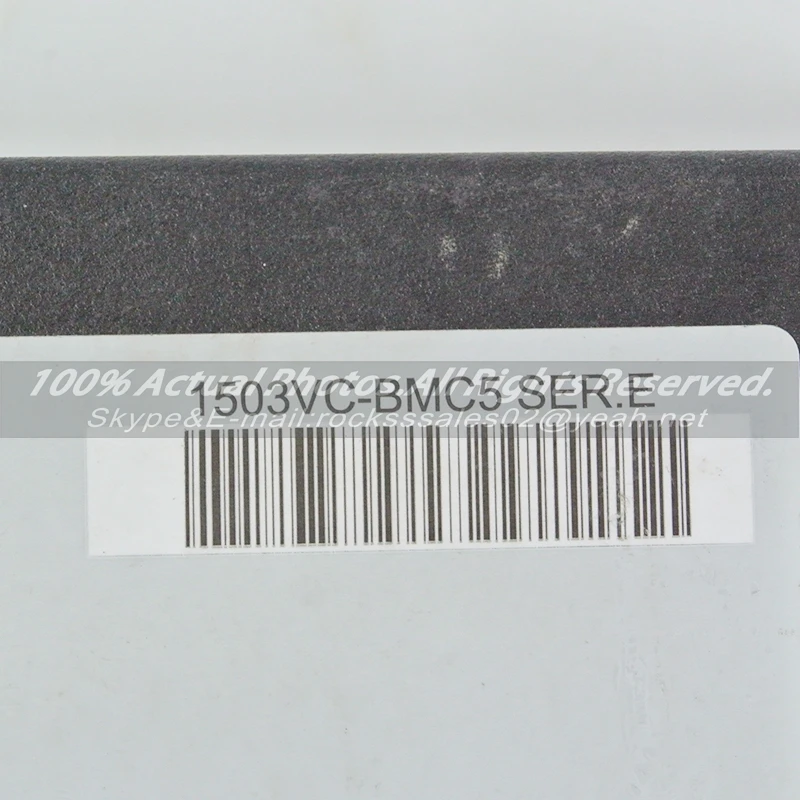 100% Actual Photos All Rights Reserved.
1503VC-BMC5 SER.E
Skype&E-mail:rocksssales02@yeah.net